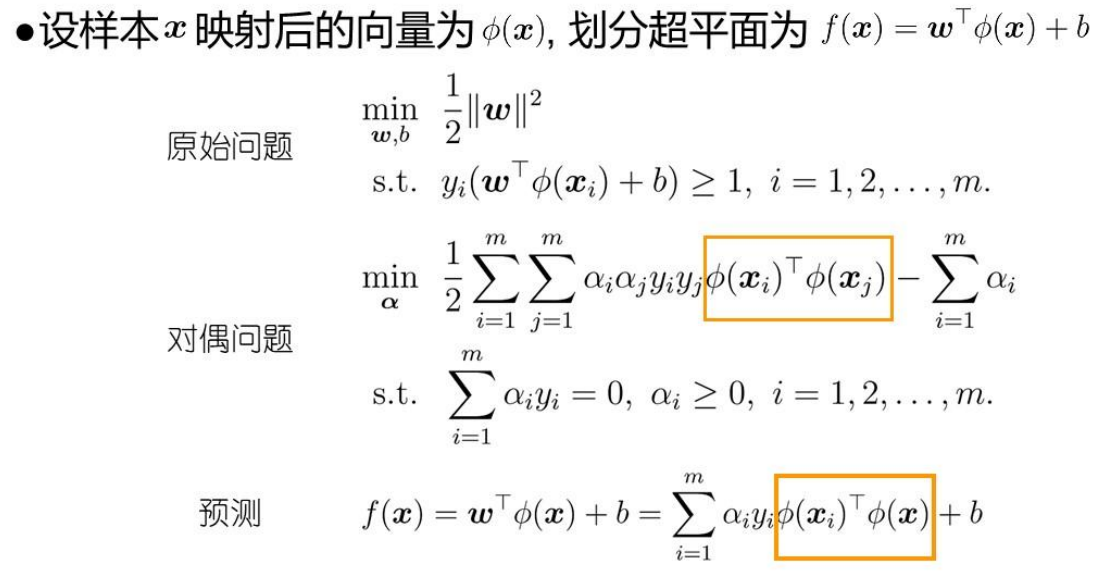 ●设样本 $\boldsymbol{x}$ 映射后的向量为 $\phi(\boldsymbol{x})$, 划分超平面为 $f(\boldsymbol{x}) = \boldsymbol{w}^\top \phi(\boldsymbol{x}) + b$
原始问题 $\min_{\boldsymbol{w},b} \ \frac{1}{2}\|\boldsymbol{w}\|^2$
$\text{s.t.} \ y_i(\boldsymbol{w}^\top \phi(\boldsymbol{x}_i) + b) \geq 1, \ i = 1, 2, \ldots, m.$
对偶问题 $\min_{\boldsymbol{\alpha}} \ \frac{1}{2} \sum_{i=1}^{m} \sum_{j=1}^{m} \alpha_i \alpha_j y_i y_j \phi(\boldsymbol{x}_i)^\top \phi(\boldsymbol{x}_j) - \sum_{i=1}^{m} \alpha_i$
$\text{s.t.} \ \sum_{i=1}^{m} \alpha_i y_i = 0, \ \alpha_i \geq 0, \ i = 1, 2, \ldots, m.$
预测 $f(\boldsymbol{x}) = \boldsymbol{w}^\top \phi(\boldsymbol{x}) + b = \sum_{i=1}^{m} \alpha_i y_i \phi(\boldsymbol{x}_i)^\top \phi(\boldsymbol{x}) + b$